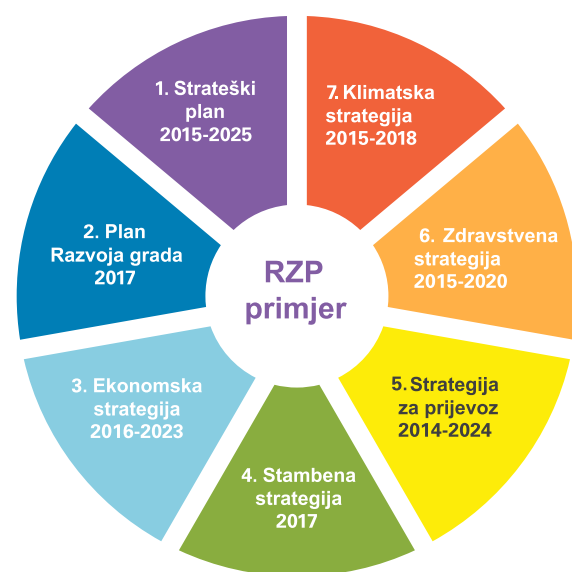 1. Strateški
plan
2015-2025
7. Klimatska
strategija
2015-2018
2. Plan
Razvoja grada
2017
6. Zdravstvena
strategija
2015-2020
RZP
primjer
3. Ekonomska
strategija
2016-2023
5. Strategija
za prijevoz
2014-2024
4. Stambena
strategija
2017